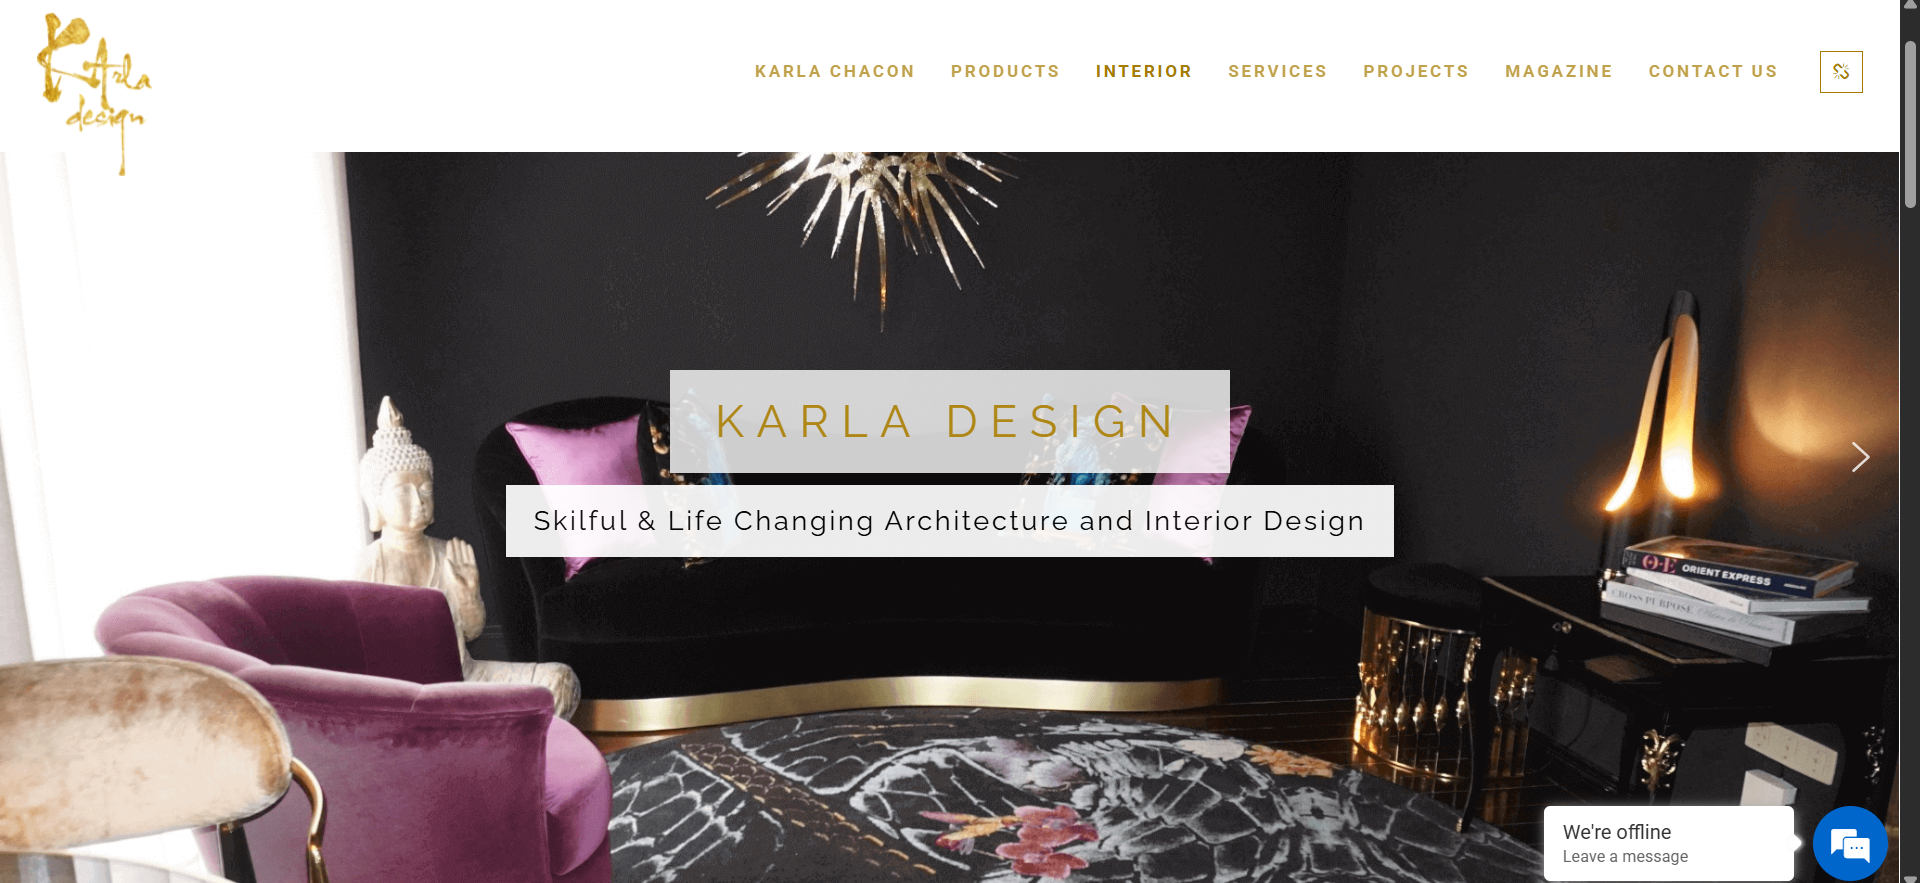 Karla
design
KARLA CHACON PRODUCTS INTERIOR SERVICES PROJECTS MAGAZINE CONTACT US
KARLA DESIGN
Skilful & Life Changing Architecture and Interior Design
O-E ORIENT EXPRESS
CROSS PURPOSE
We're offline
Leave a message